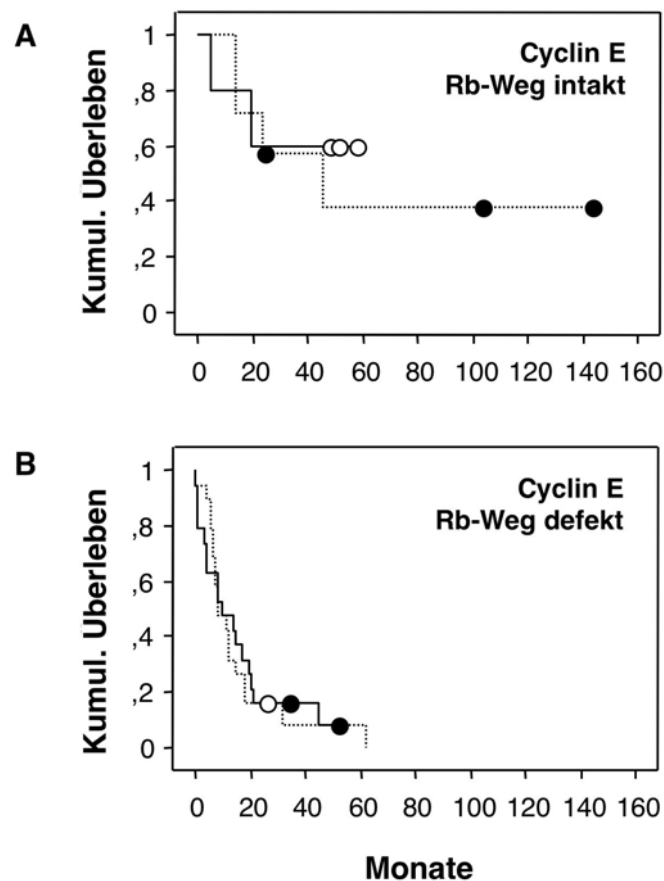 A
Cyclin E
Rb-Weg intakt
Kumul. Überleben
1
,8
,6
,4
,2
0
0 20 40 60 80 100 120 140 160
B
Cyclin E
Rb-Weg defekt
Kumul. Überleben
1
,8
,6
,4
,2
0
0 20 40 60 80 100 120 140 160
Monate